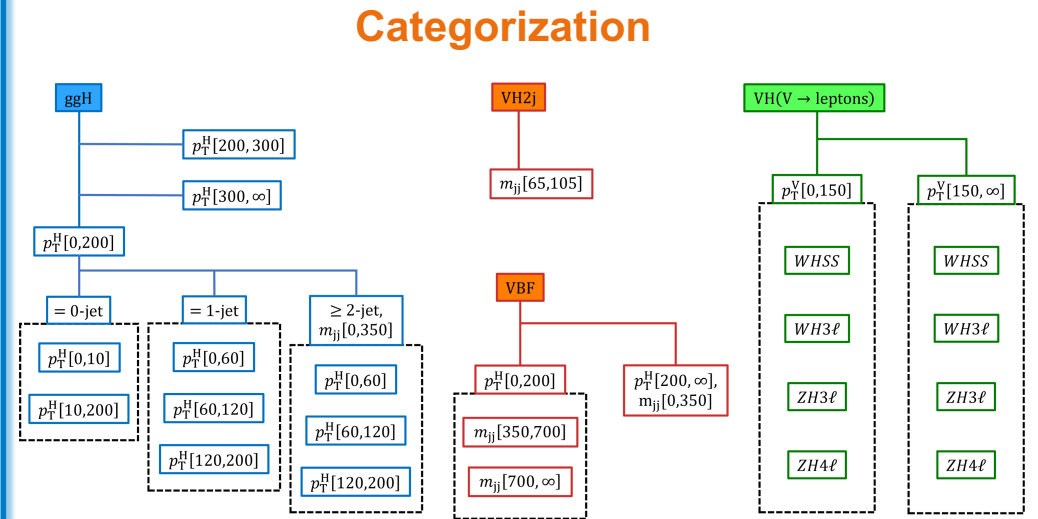 Categorization
ggH
p_T^H[200, 300]
p_T^H[300, ∞]
p_T^H[0,200]
= 0-jet
p_T^H[0,10]
p_T^H[10,200]
= 1-jet
p_T^H[0,60]
p_T^H[60,120]
p_T^H[120,200]
≥ 2-jet,
m_jj[0,350]
p_T^H[0,60]
p_T^H[60,120]
p_T^H[120,200]
VH2j
m_jj[65,105]
VBF
p_T^H[0,200]
m_jj[350,700]
m_jj[700, ∞]
p_T^H[200, ∞],
m_jj[0,350]
VH(V → leptons)
p_T^V[0,150]
WHSS
WH3ℓ
ZH3ℓ
ZH4ℓ
p_T^V[150, ∞]
WHSS
WH3ℓ
ZH3ℓ
ZH4ℓ